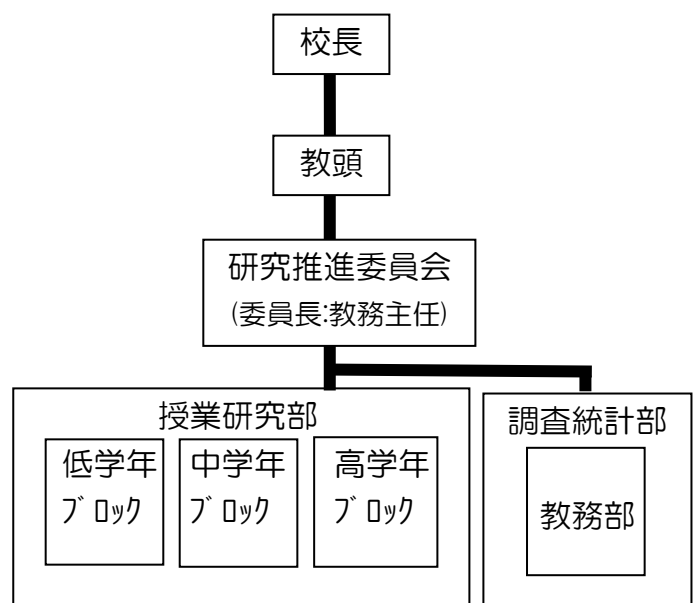 校長
教頭
研究推進委員会
(委員長:教務主任)
授業研究部
低学年
ブロック
中学年
ブロック
高学年
ブロック
調査統計部
教務部